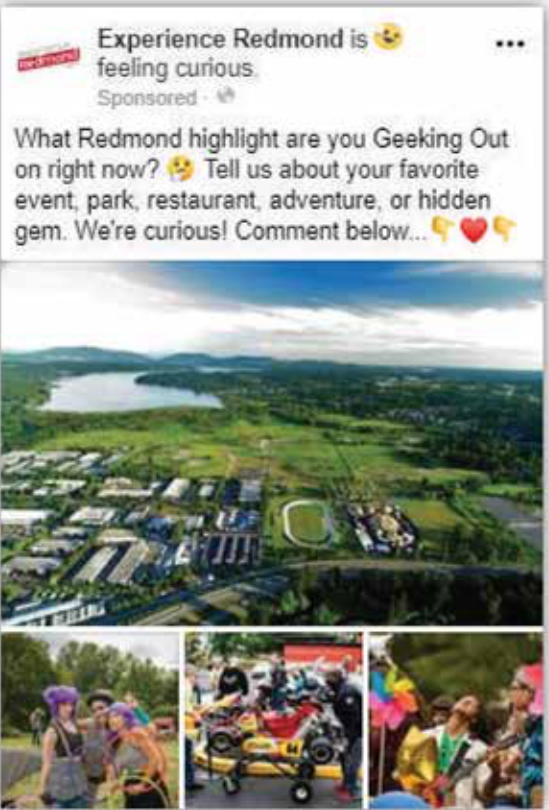 Redmond
Experience Redmond is 😉
feeling curious.
Sponsored ·
What Redmond highlight are you Geeking Out
on right now? 🤔 Tell us about your favorite
event, park, restaurant, adventure, or hidden
gem. We're curious! Comment below...👇❤️👇